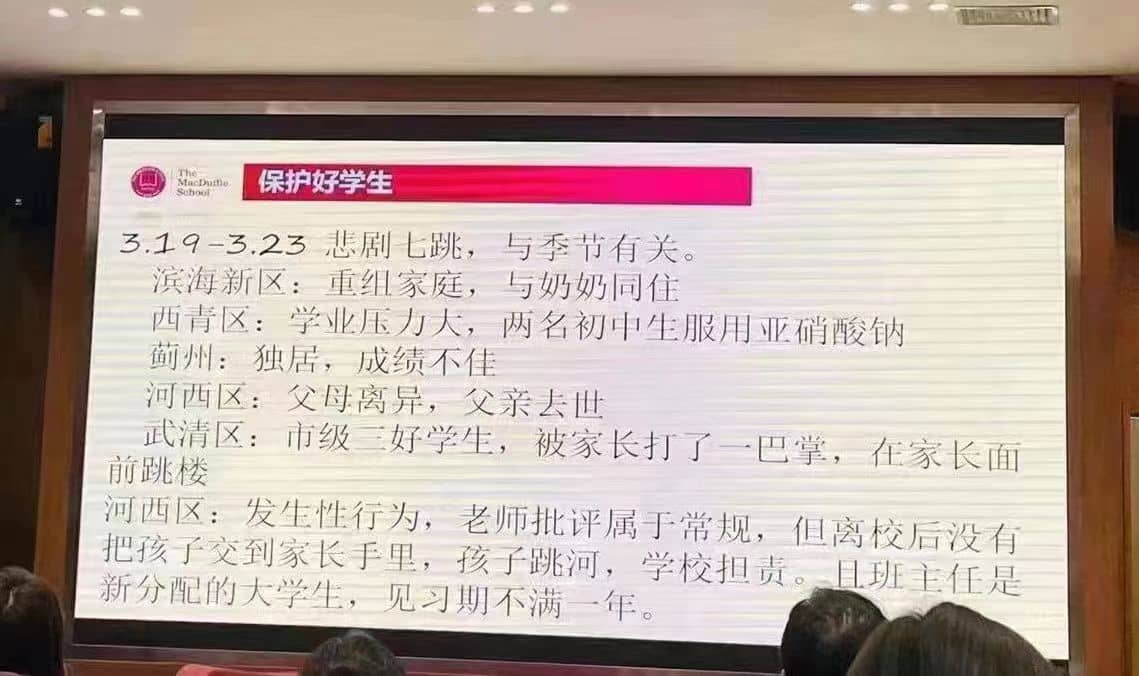 The
MacDuffie
School
保护好学生
3.19-3.23 悲剧七跳，与季节有关。
滨海新区：重组家庭，与奶奶同住
西青区：学业压力大，两名初中生服用亚硝酸钠
蓟州：独居，成绩不佳
河西区：父母离异，父亲去世
武清区：市级三好学生，被家长打了一巴掌，在家长面
前跳楼
河西区：发生性行为，老师批评属于常规，但离校后没有
把孩子交到家长手里，孩子跳河，学校担责。且班主任是
新分配的大学生，见习期不满一年。